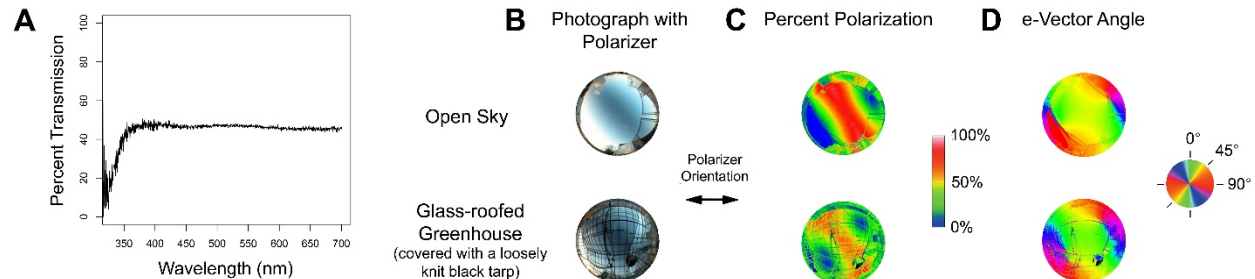 A
Percent Transmission
100
80
60
40
20
0
350 400 450 500 550 600 650 700
Wavelength (nm)
Open Sky
Glass-roofed
Greenhouse
(covered with a loosely
knit black tarp)
B
Photograph with
Polarizer
Polarizer
Orientation
C
Percent Polarization
100%
50%
0%
D
e-Vector Angle
0°
45°
90°